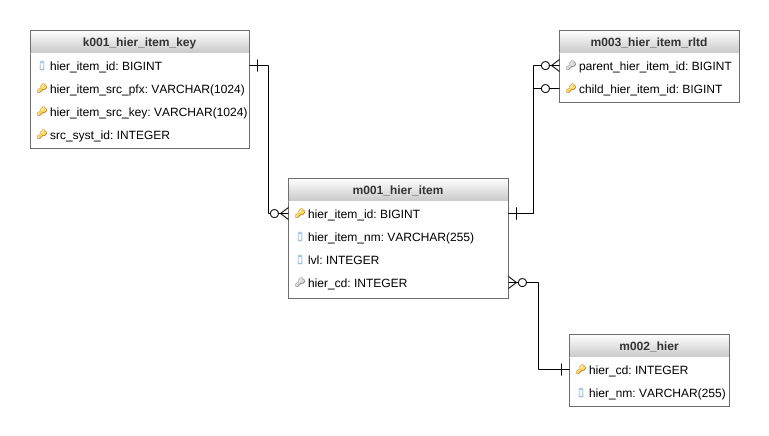 k001_hier_item_key
hier_item_id: BIGINT
hier_item_src_pfx: VARCHAR(1024)
hier_item_src_key: VARCHAR(1024)
src_syst_id: INTEGER
m003_hier_item_rltd
parent_hier_item_id: BIGINT
child_hier_item_id: BIGINT
m001_hier_item
hier_item_id: BIGINT
hier_item_nm: VARCHAR(255)
lvl: INTEGER
hier_cd: INTEGER
m002_hier
hier_cd: INTEGER
hier_nm: VARCHAR(255)